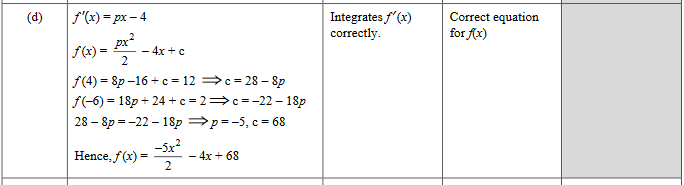 (d)
f'(x) = px – 4
f(x) = px²/2 – 4x + c
f(4) = 8p –16 + c = 12 ⟹ c = 28 – 8p
f(–6) = 18p + 24 + c = 2 ⟹ c = –22 – 18p
28 – 8p = –22 – 18p ⟹ p = –5, c = 68
Hence, f(x) = –5x²/2 – 4x + 68
Integrates f'(x)
correctly.
Correct equation
for f(x)